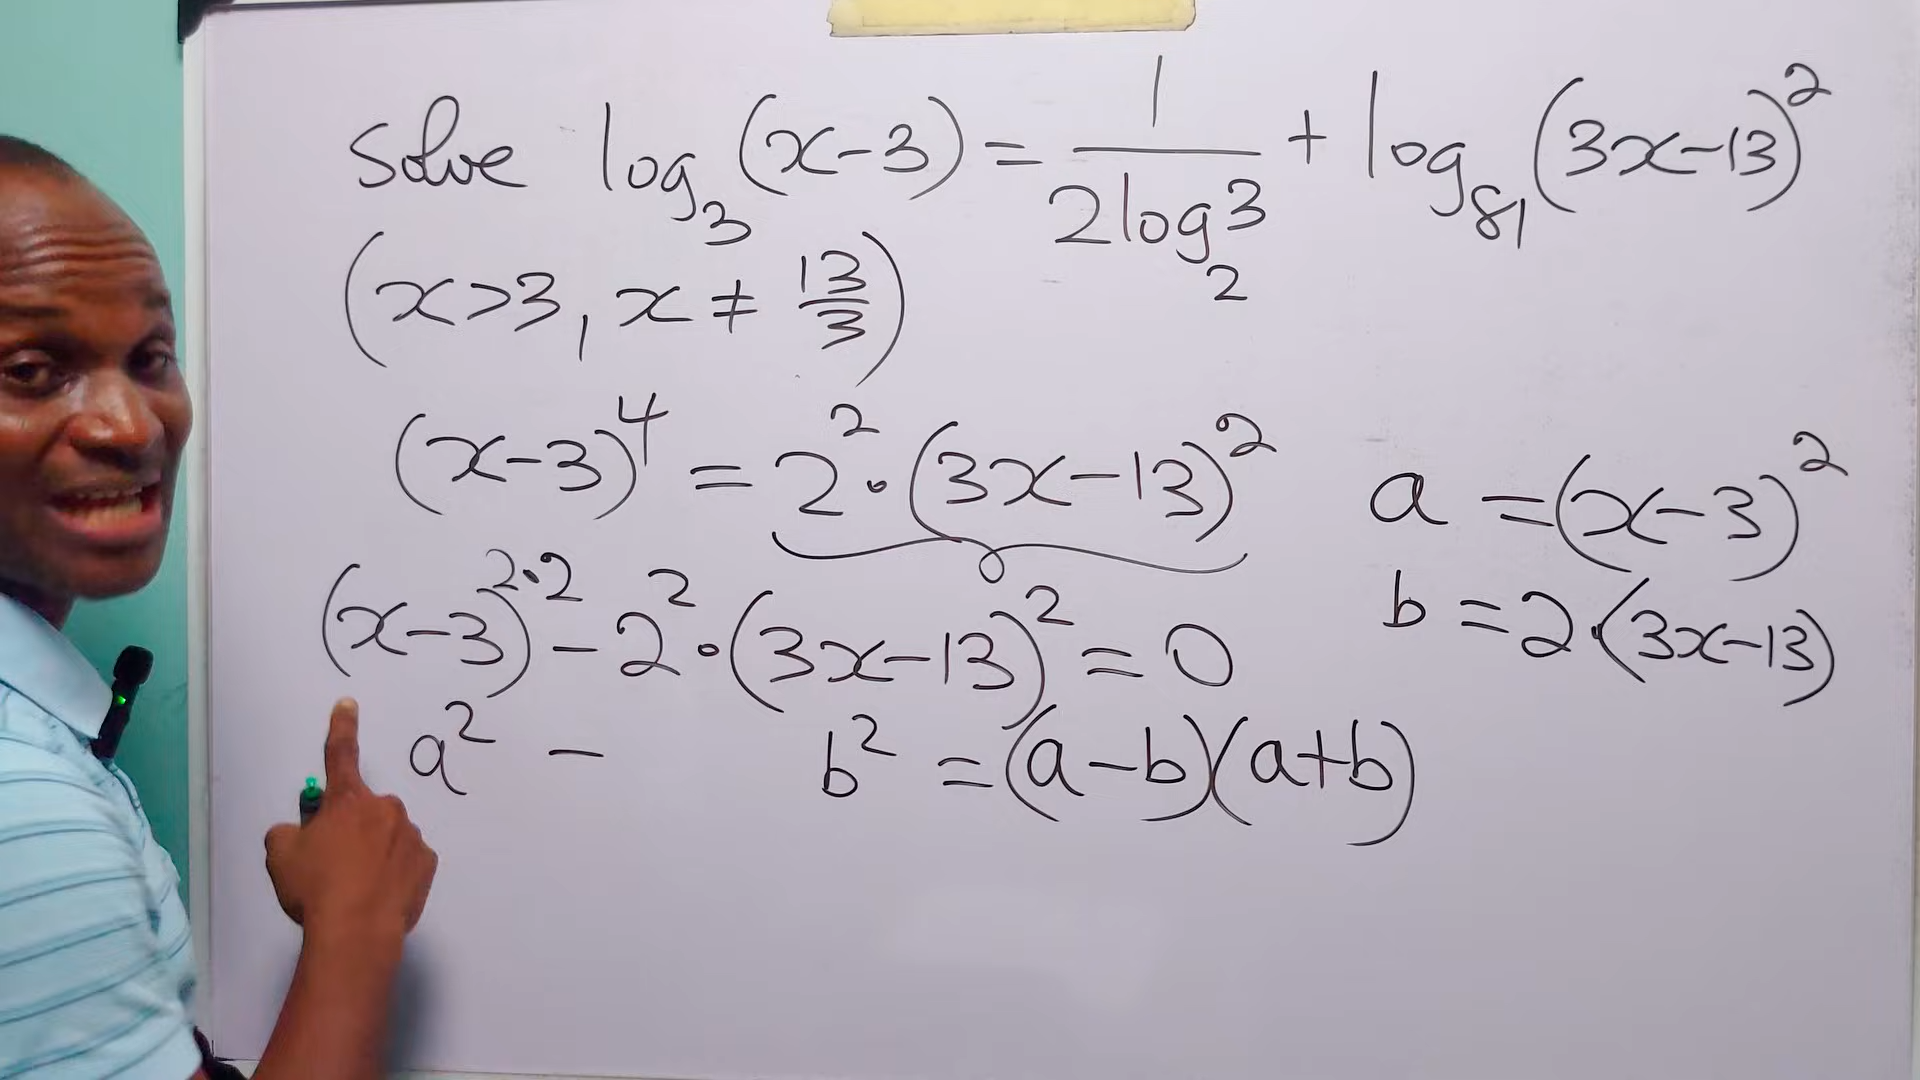 Solve log₃(x-3) = 1/(2log₂3) + log₈₁(3x-13)²
(x>3, x ≠ 13/3)
(x-3)⁴ = 2²·(3x-13)²
a = (x-3)²
(x-3)²·² - 2²·(3x-13)² = 0
b = 2·(3x-13)
a² - b² = (a-b)(a+b)